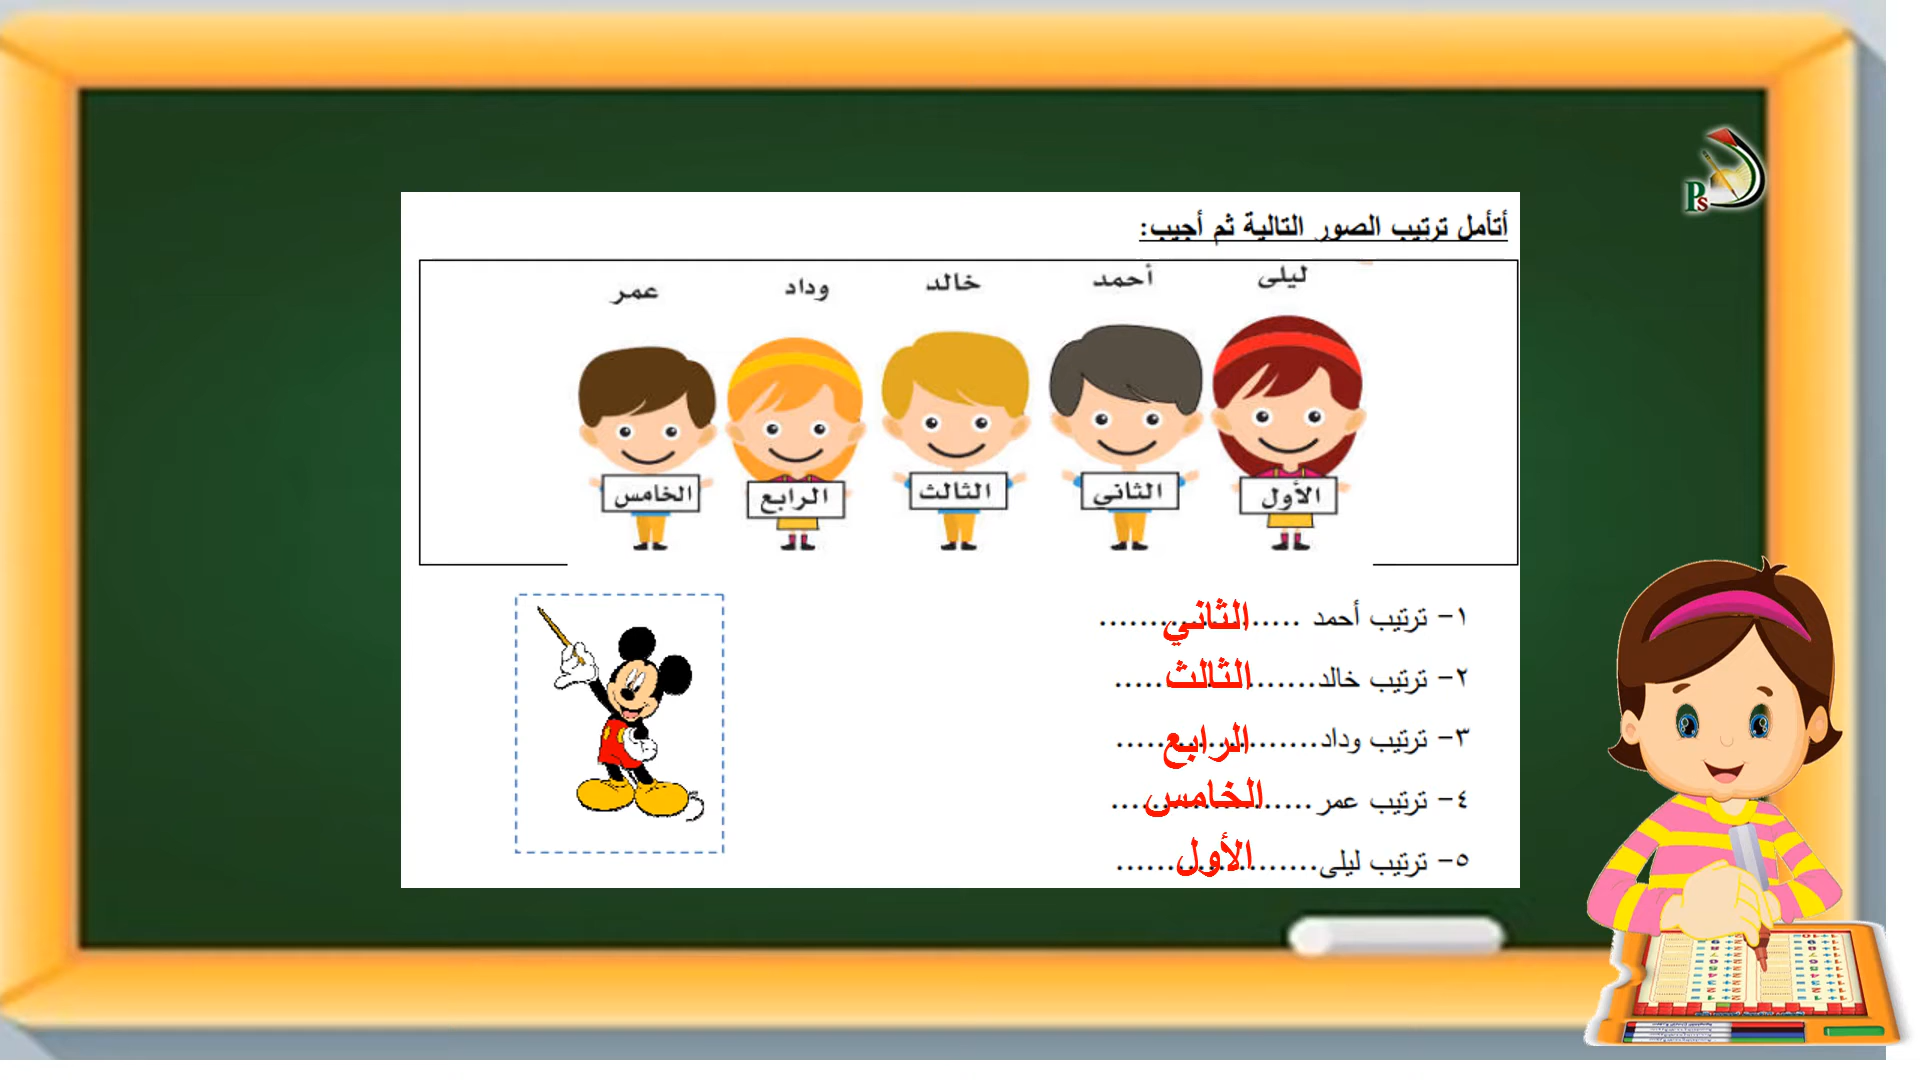 أتأمل ترتيب الصور التالية ثم أجيب:
ليلى أحمد خالد وداد عمر
الأول الثاني الثالث الرابع الخامس
١- ترتيب أحمد .................... الثاني
٢- ترتيب خالد.................... الثالث
٣- ترتيب وداد.................... الرابع
٤- ترتيب عمر.................... الخامس
٥- ترتيب ليلى.................... الأول
Ps